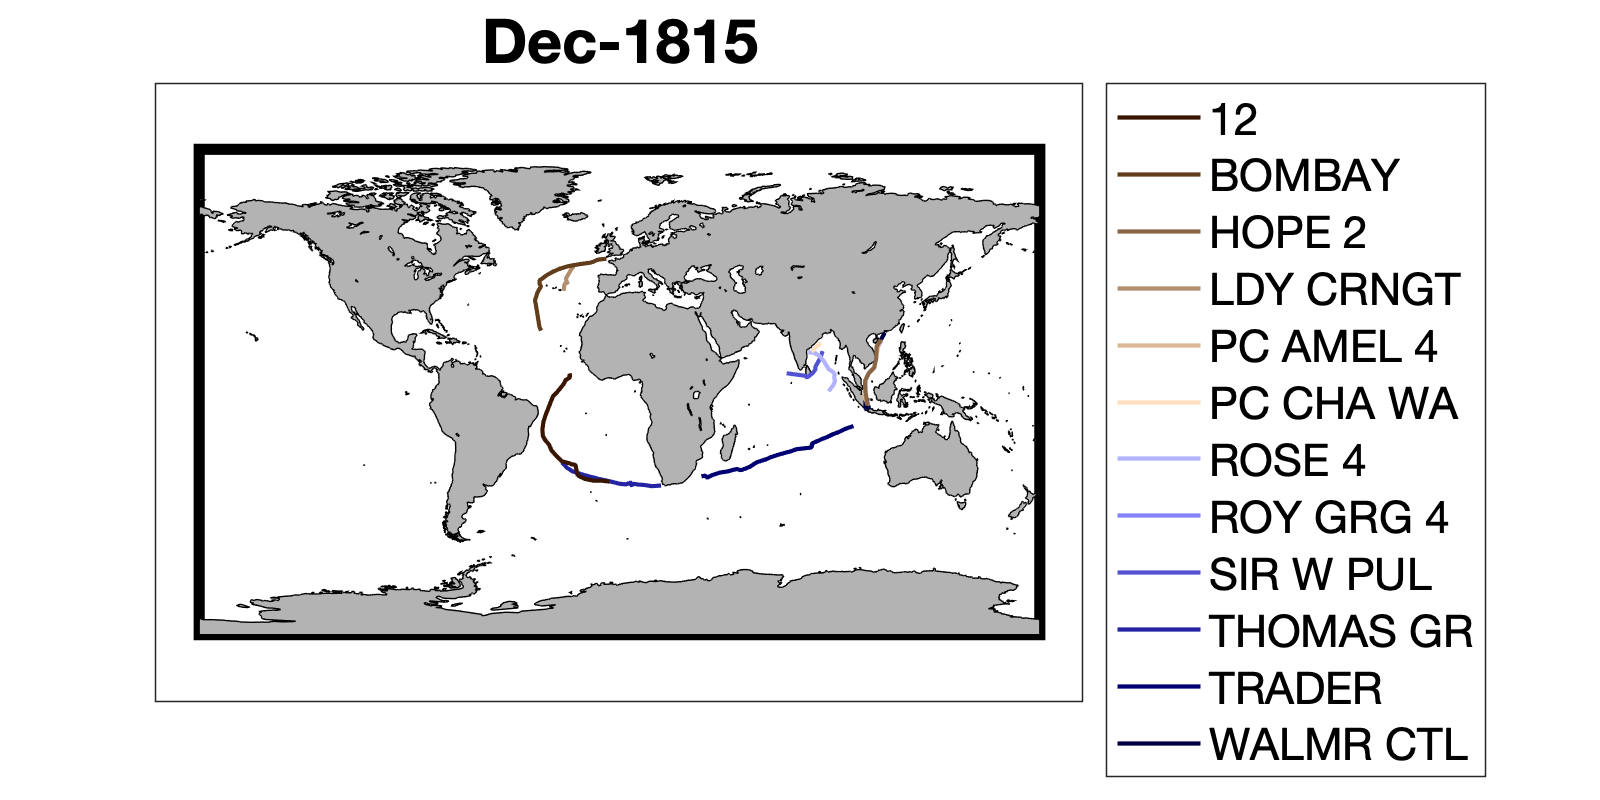 Dec-1815
12
BOMBAY
HOPE 2
LDY CRNGT
PC AMEL 4
PC CHA WA
ROSE 4
ROY GRG 4
SIR W PUL
THOMAS GR
TRADER
WALMR CTL